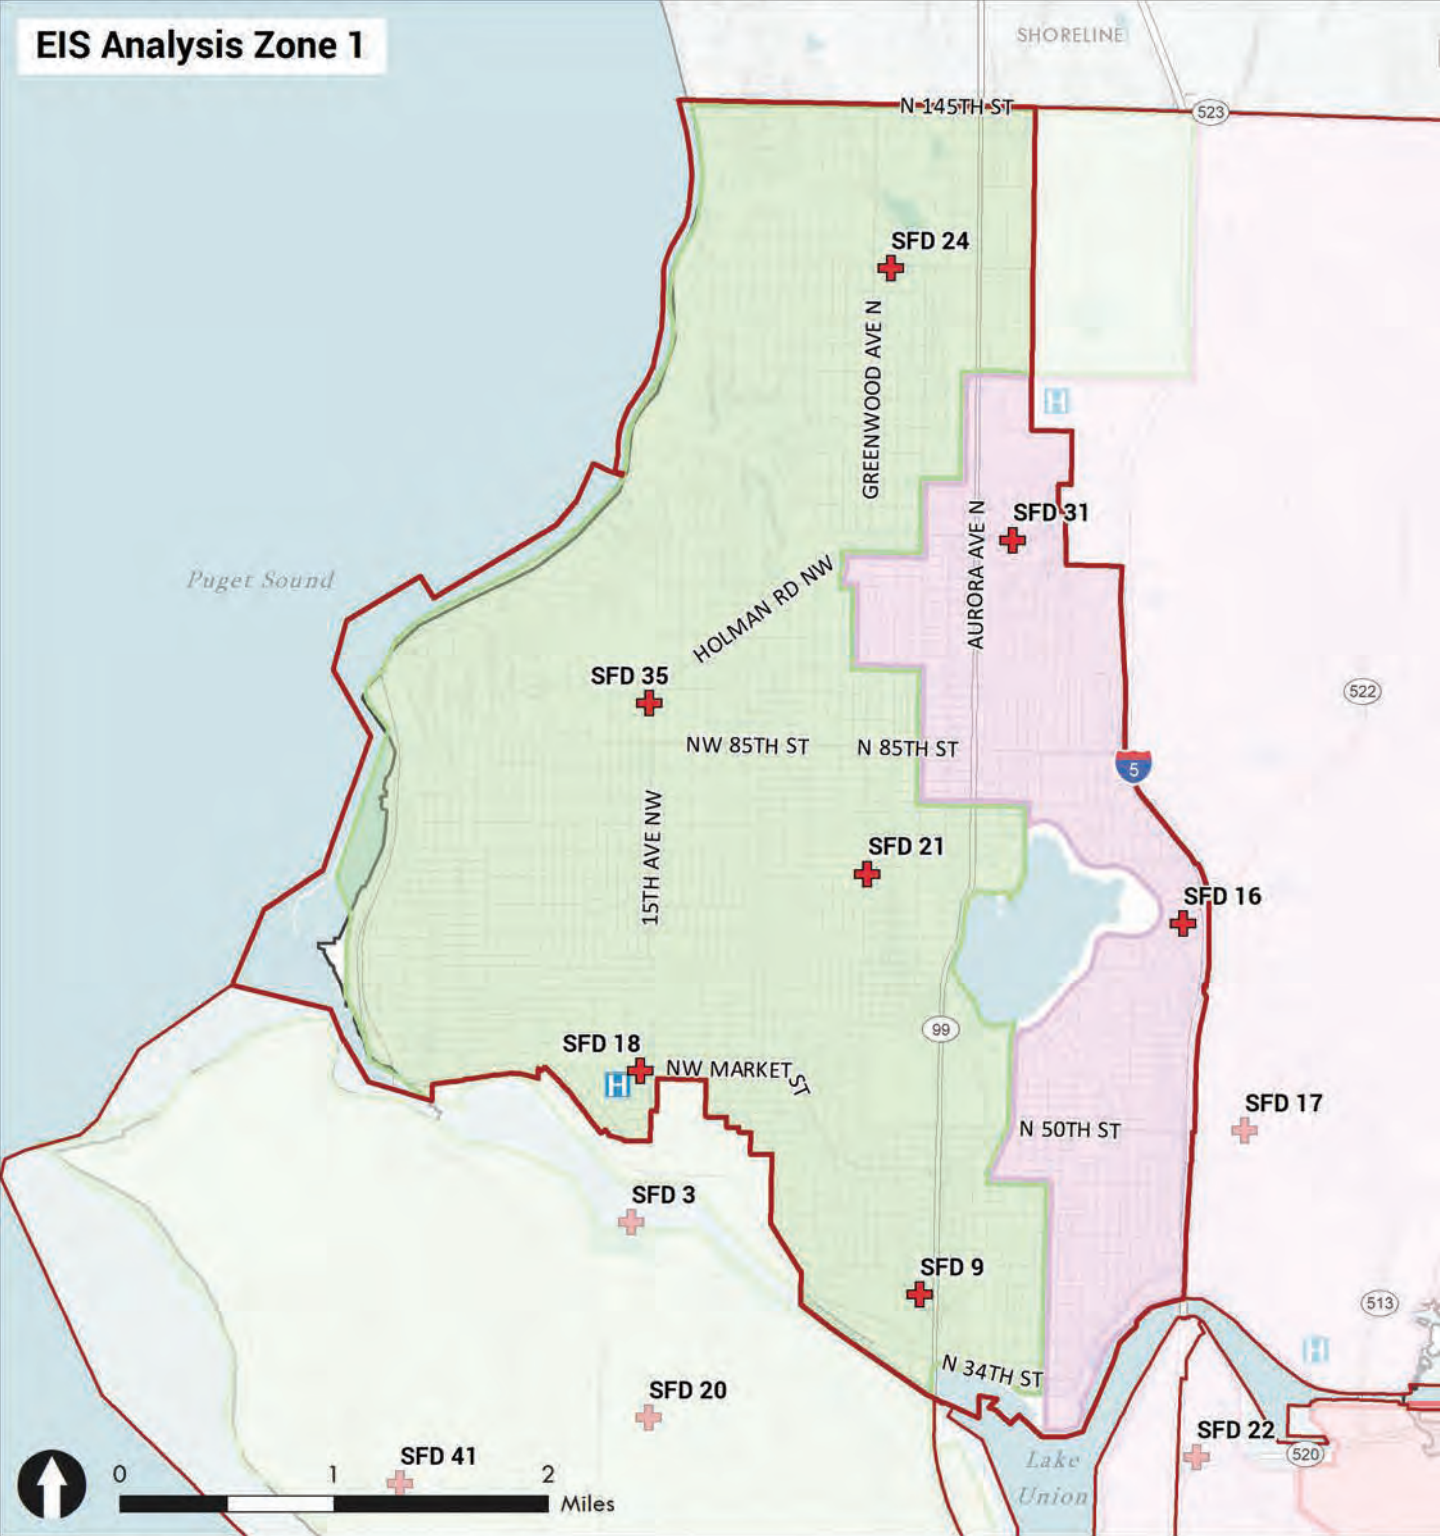 EIS Analysis Zone 1
SHORELINE
N 145TH ST
523
SFD 24
GREENWOOD AVE N
H
SFD 31
AURORA AVE N
Puget Sound
HOLMAN RD NW
SFD 35
522
NW 85TH ST
N 85TH ST
5
15TH AVE NW
SFD 21
SFD 16
99
SFD 18
H
NW MARKET ST
SFD 17
N 50TH ST
SFD 3
SFD 9
513
H
N 34TH ST
SFD 20
SFD 22
520
SFD 41
Lake
Union
0 1 2
Miles